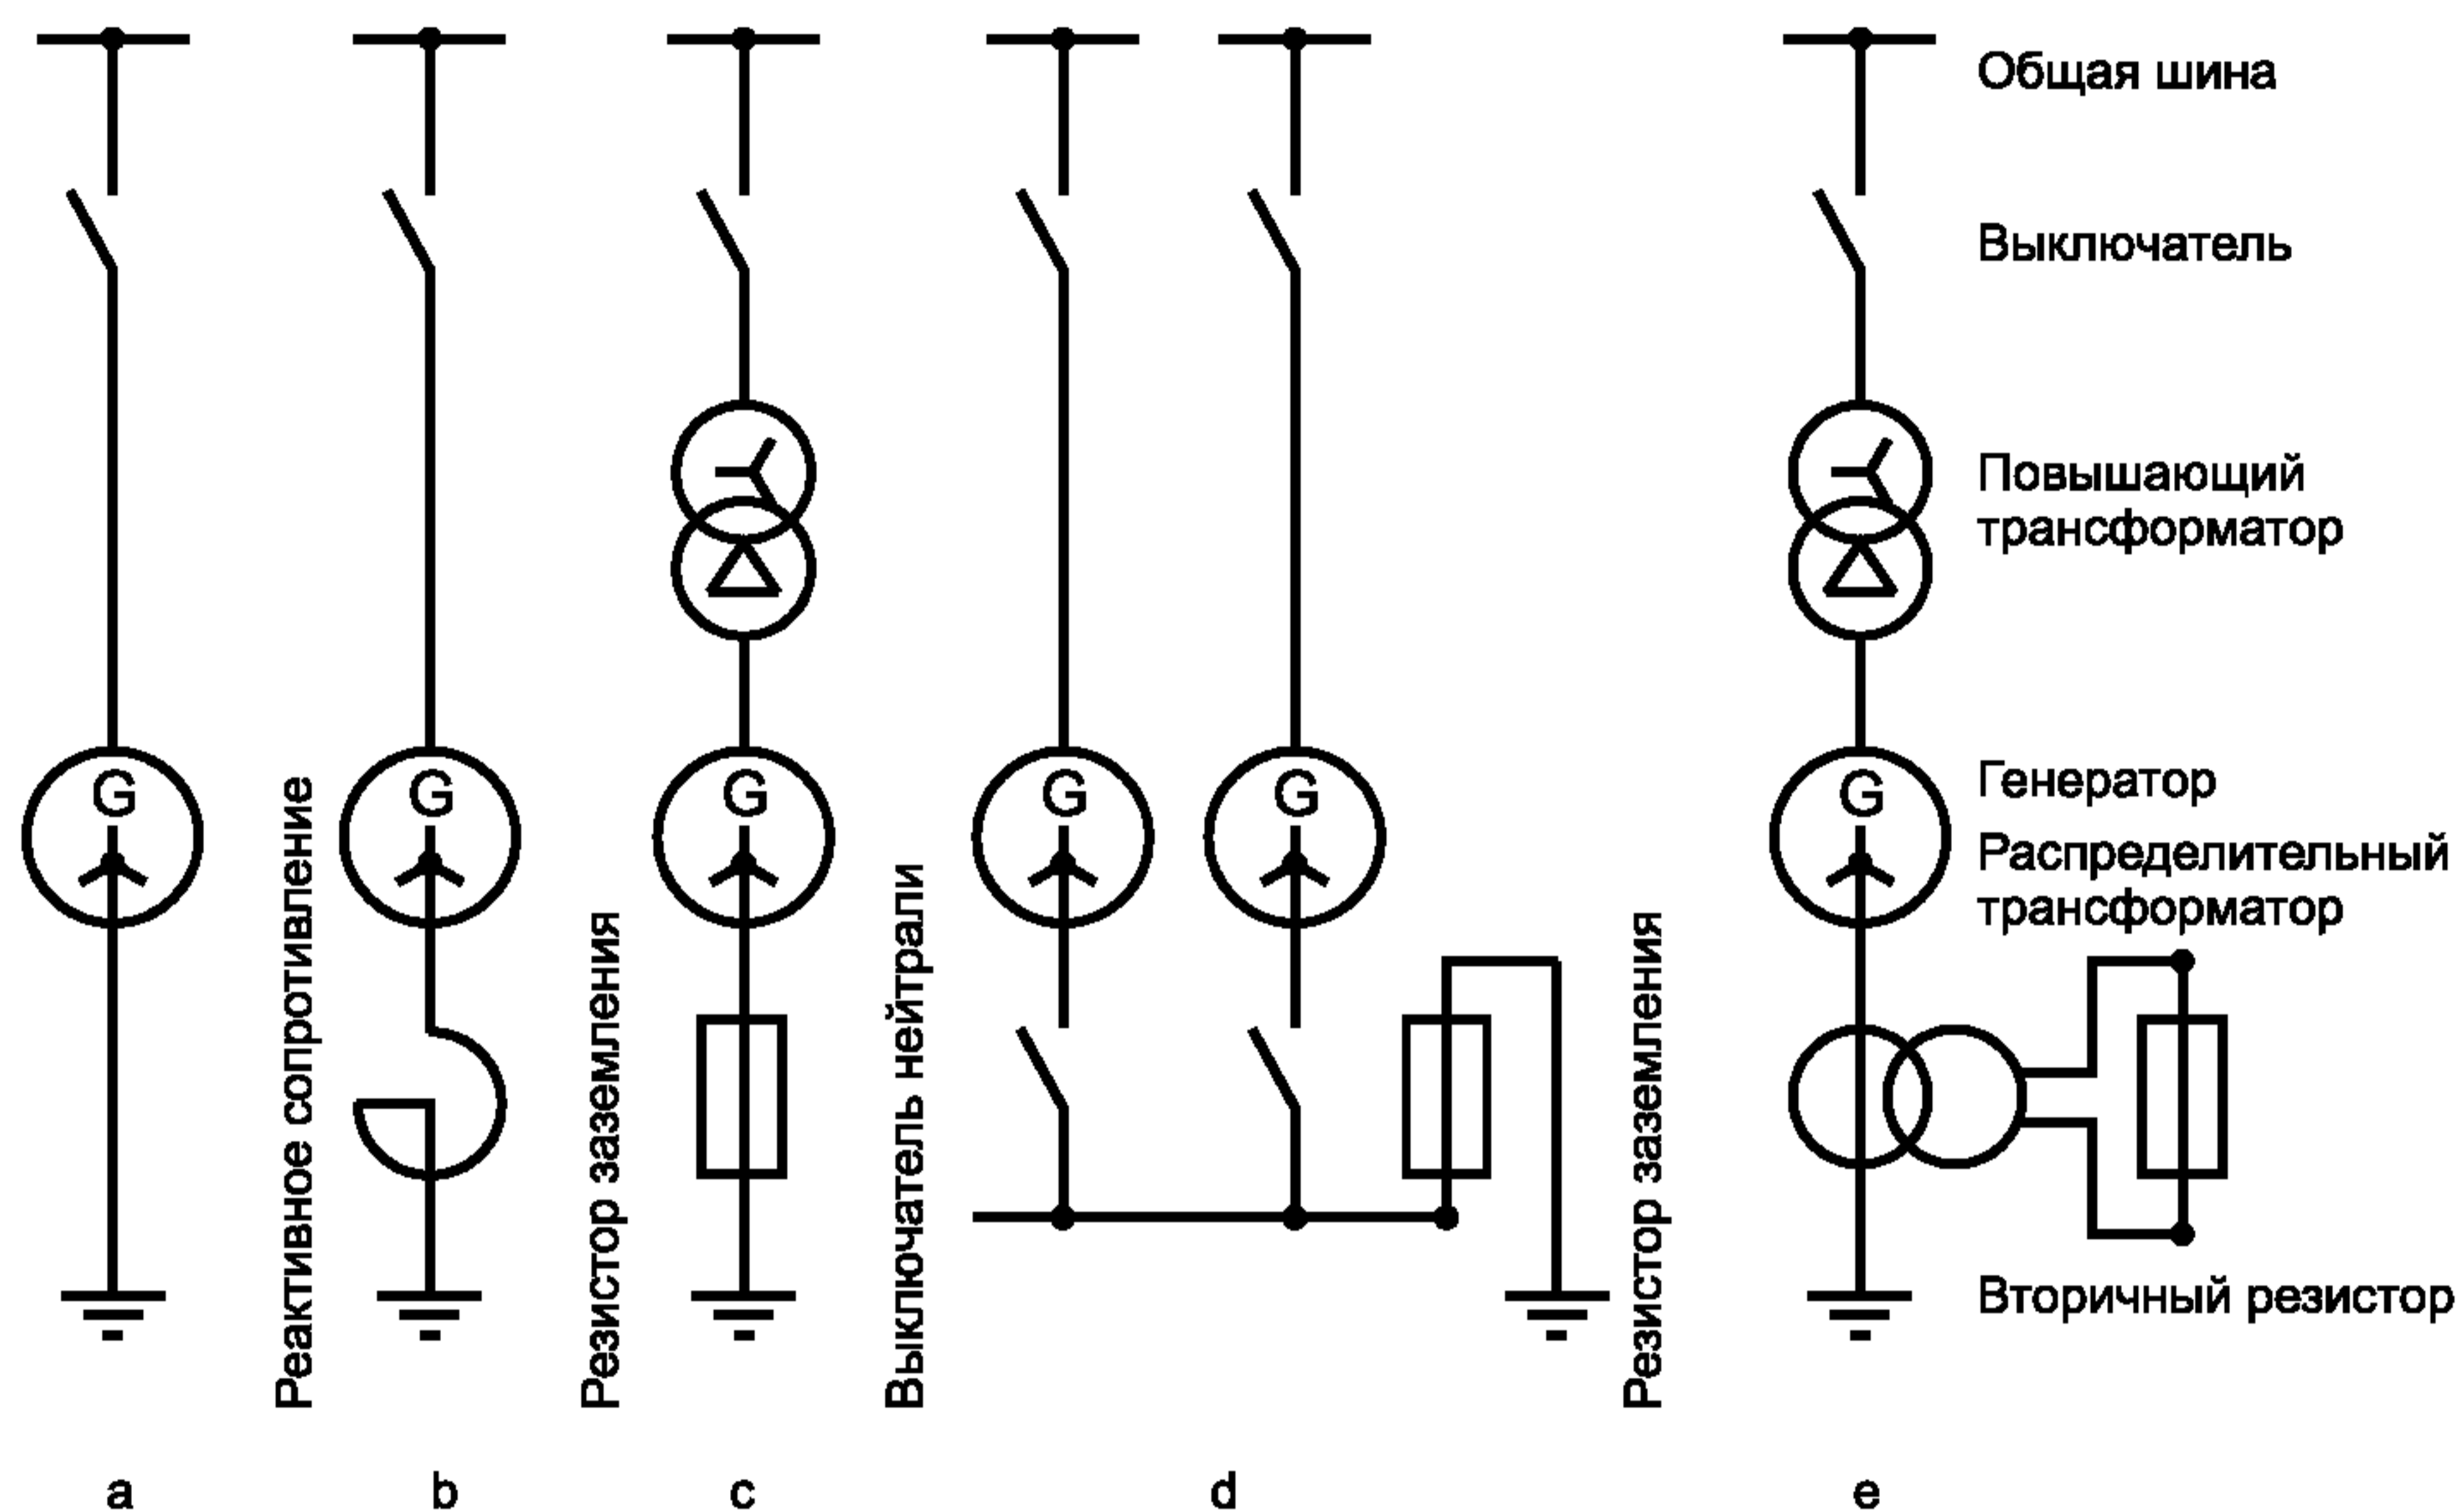 Общая шина
Выключатель
Повышающий
трансформатор
G
G
G
G
G
G
Генератор
Распределительный
трансформатор
Реактивное сопротивление
Резистор заземления
Выключатель нейтрали
Резистор заземления
Вторичный резистор
a
b
c
d
e